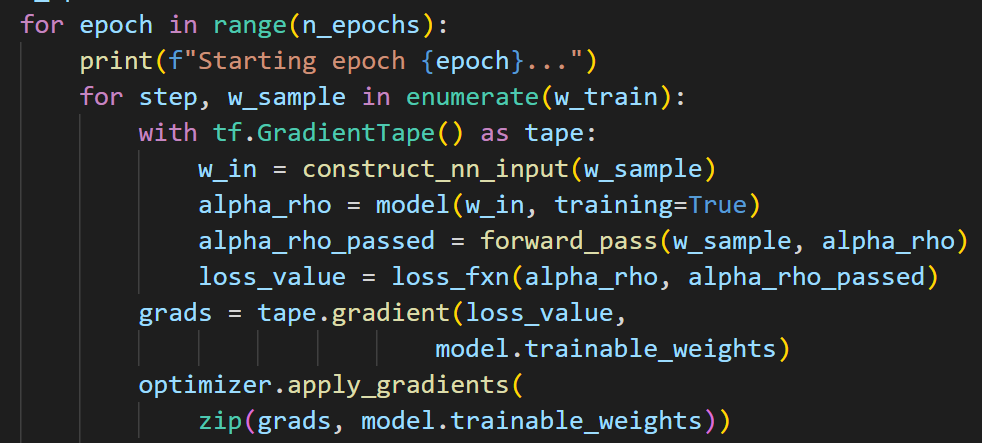 for epoch in range(n_epochs):
    print(f"Starting epoch {epoch}...")
    for step, w_sample in enumerate(w_train):
        with tf.GradientTape() as tape:
            w_in = construct_nn_input(w_sample)
            alpha_rho = model(w_in, training=True)
            alpha_rho_passed = forward_pass(w_sample, alpha_rho)
            loss_value = loss_fxn(alpha_rho, alpha_rho_passed)
        grads = tape.gradient(loss_value,
                            model.trainable_weights)
        optimizer.apply_gradients(
            zip(grads, model.trainable_weights))